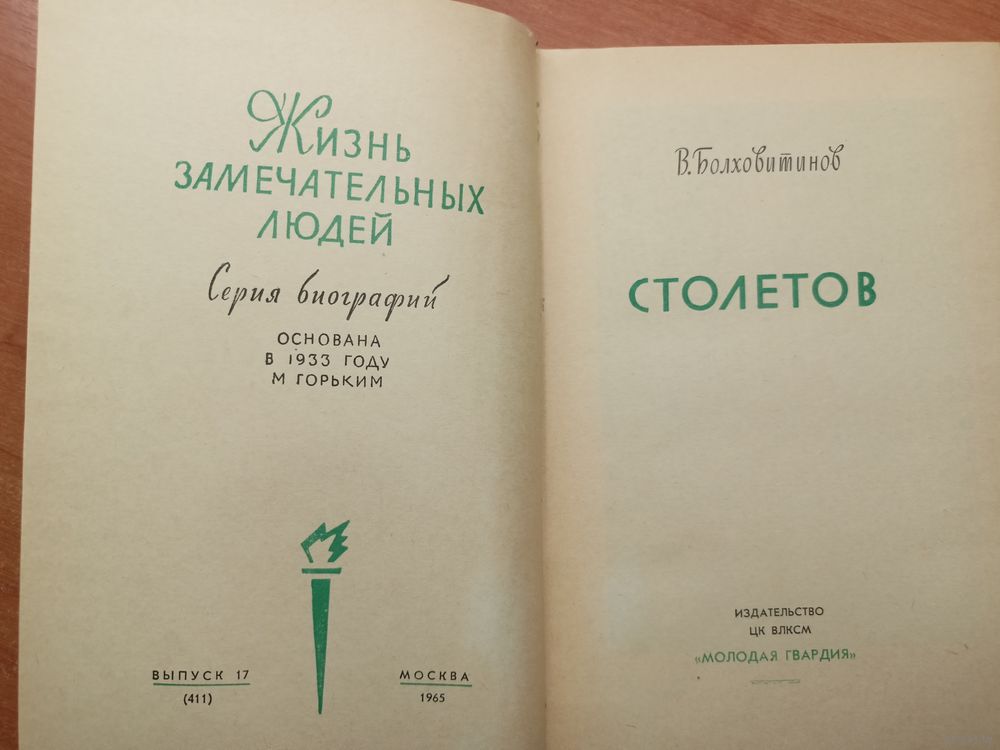 Жизнь
ЗАМЕЧАТЕЛЬНЫХ
ЛЮДЕЙ
Серия биографий
ОСНОВАНА
В 1933 ГОДУ
М ГОРЬКИМ
ВЫПУСК 17
(411)
МОСКВА
1965
В. Болховитинов
СТОЛЕТОВ
ИЗДАТЕЛЬСТВО
ЦК ВЛКСМ
«МОЛОДАЯ ГВАРДИЯ»